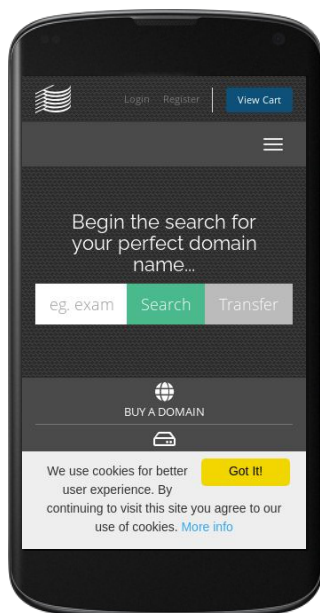 Login Register View Cart
Begin the search for
your perfect domain
name...
eg. exam Search Transfer
BUY A DOMAIN
We use cookies for better
user experience. By
continuing to visit this site you agree to our
use of cookies. More info
Got It!